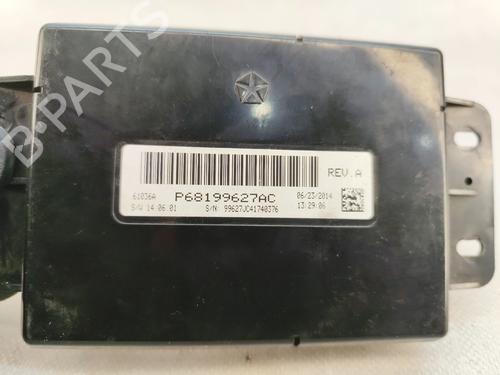 B-PARTS
REV.A
61036A P68199627AC 06/23/2014
S/W 14.06.01 S/N: 99627JC41740376 13:29:06